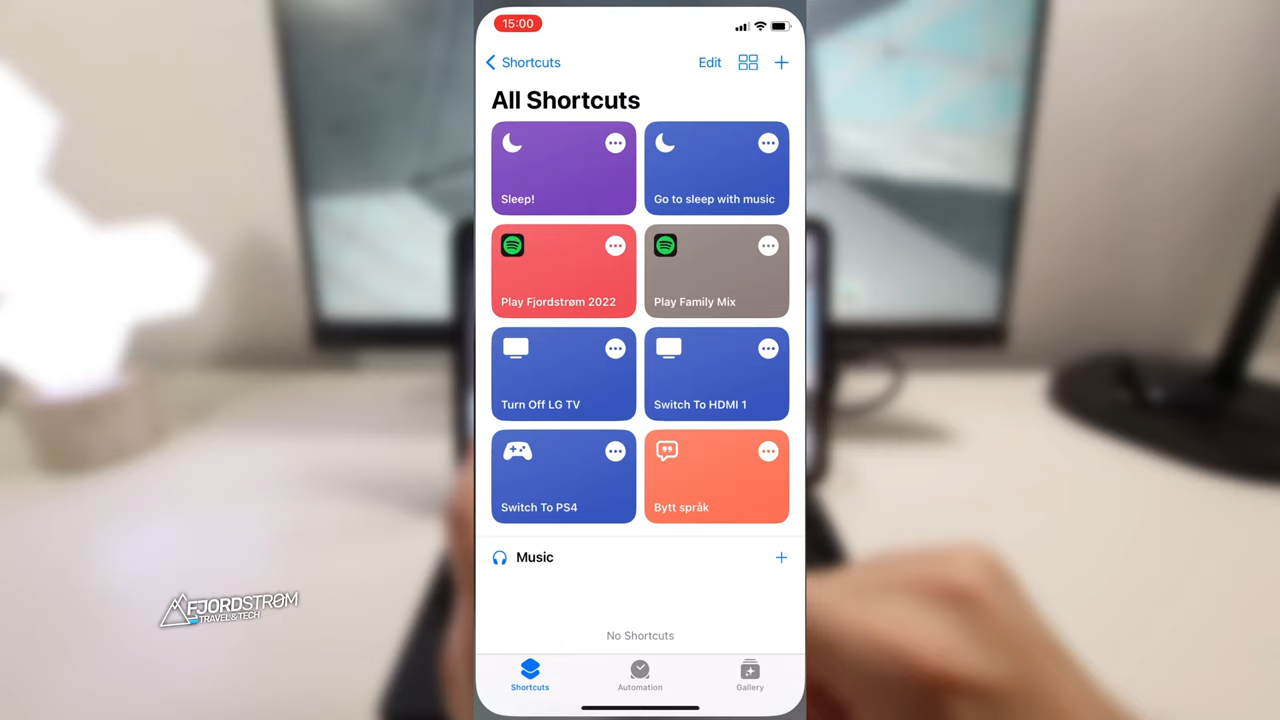 15:00
Shortcuts
Edit
All Shortcuts
Sleep!
Go to sleep with music
Play Fjordstrøm 2022
Play Family Mix
Turn Off LG TV
Switch To HDMI 1
Switch To PS4
Bytt språk
Music
No Shortcuts
Shortcuts
Automation
Gallery
FJORDSTRØM
TRAVEL & TECH